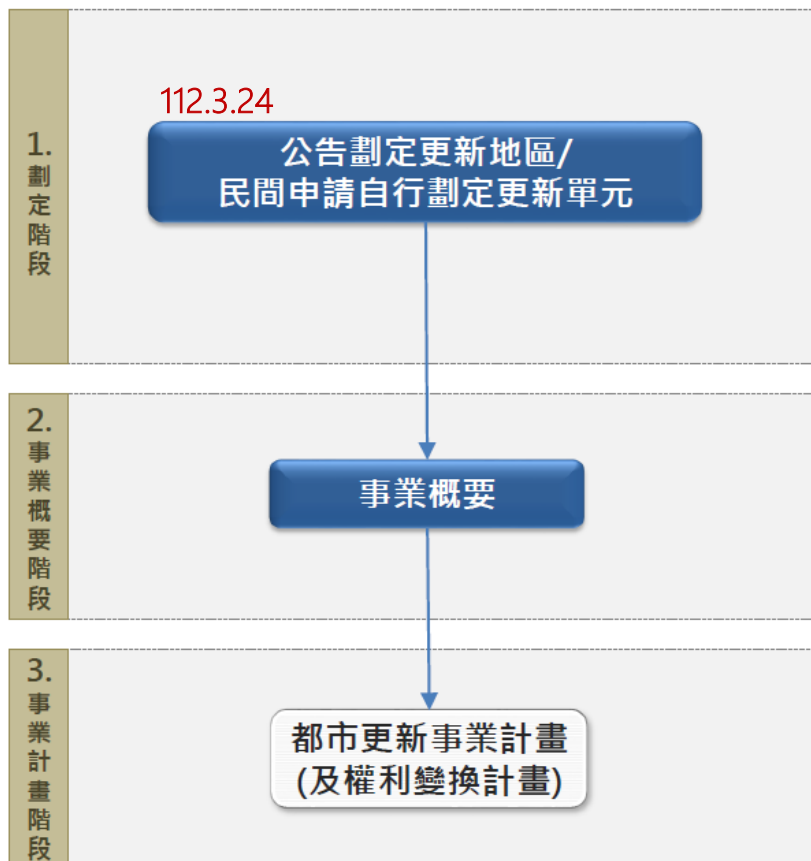 1.
劃定階段
112.3.24
公告劃定更新地區/
民間申請自行劃定更新單元
2.
事業概要階段
事業概要
3.
事業計畫階段
都市更新事業計畫
(及權利變換計畫)